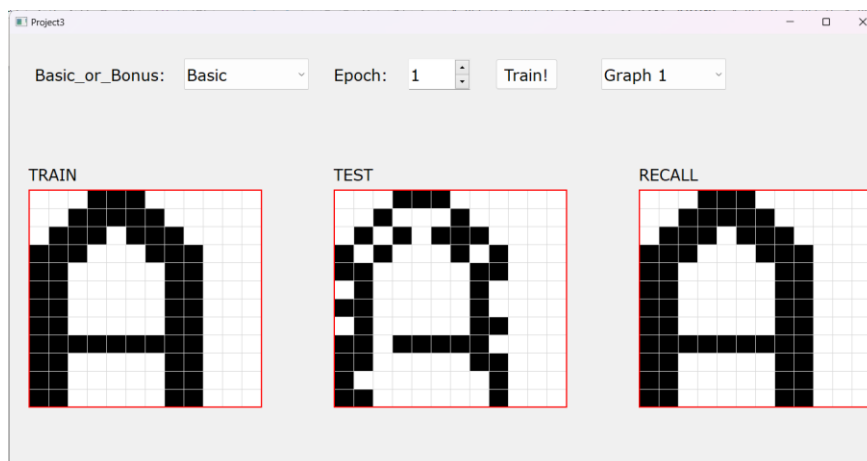 Project3
Basic_or_Bonus: Basic Epoch: 1 Train! Graph 1
TRAIN TEST RECALL